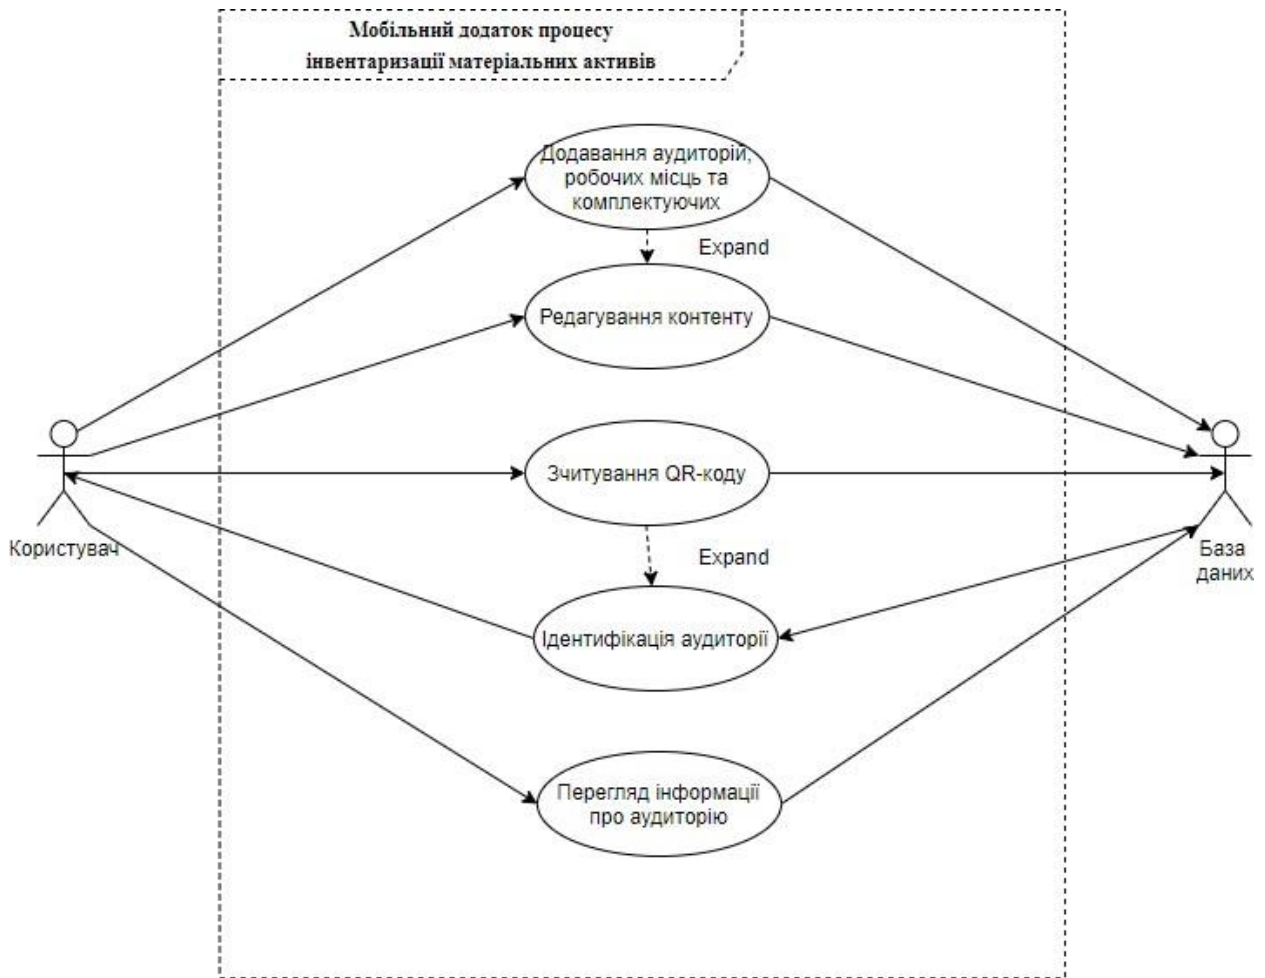 Мобільний додаток процесу
інвентаризації матеріальних активів
Додавання аудиторій,
робочих місць та
комплектуючих
Expand
Редагування контенту
Зчитування QR-коду
Користувач
База
даних
Expand
Ідентифікація аудиторії
Перегляд інформації
про аудиторію